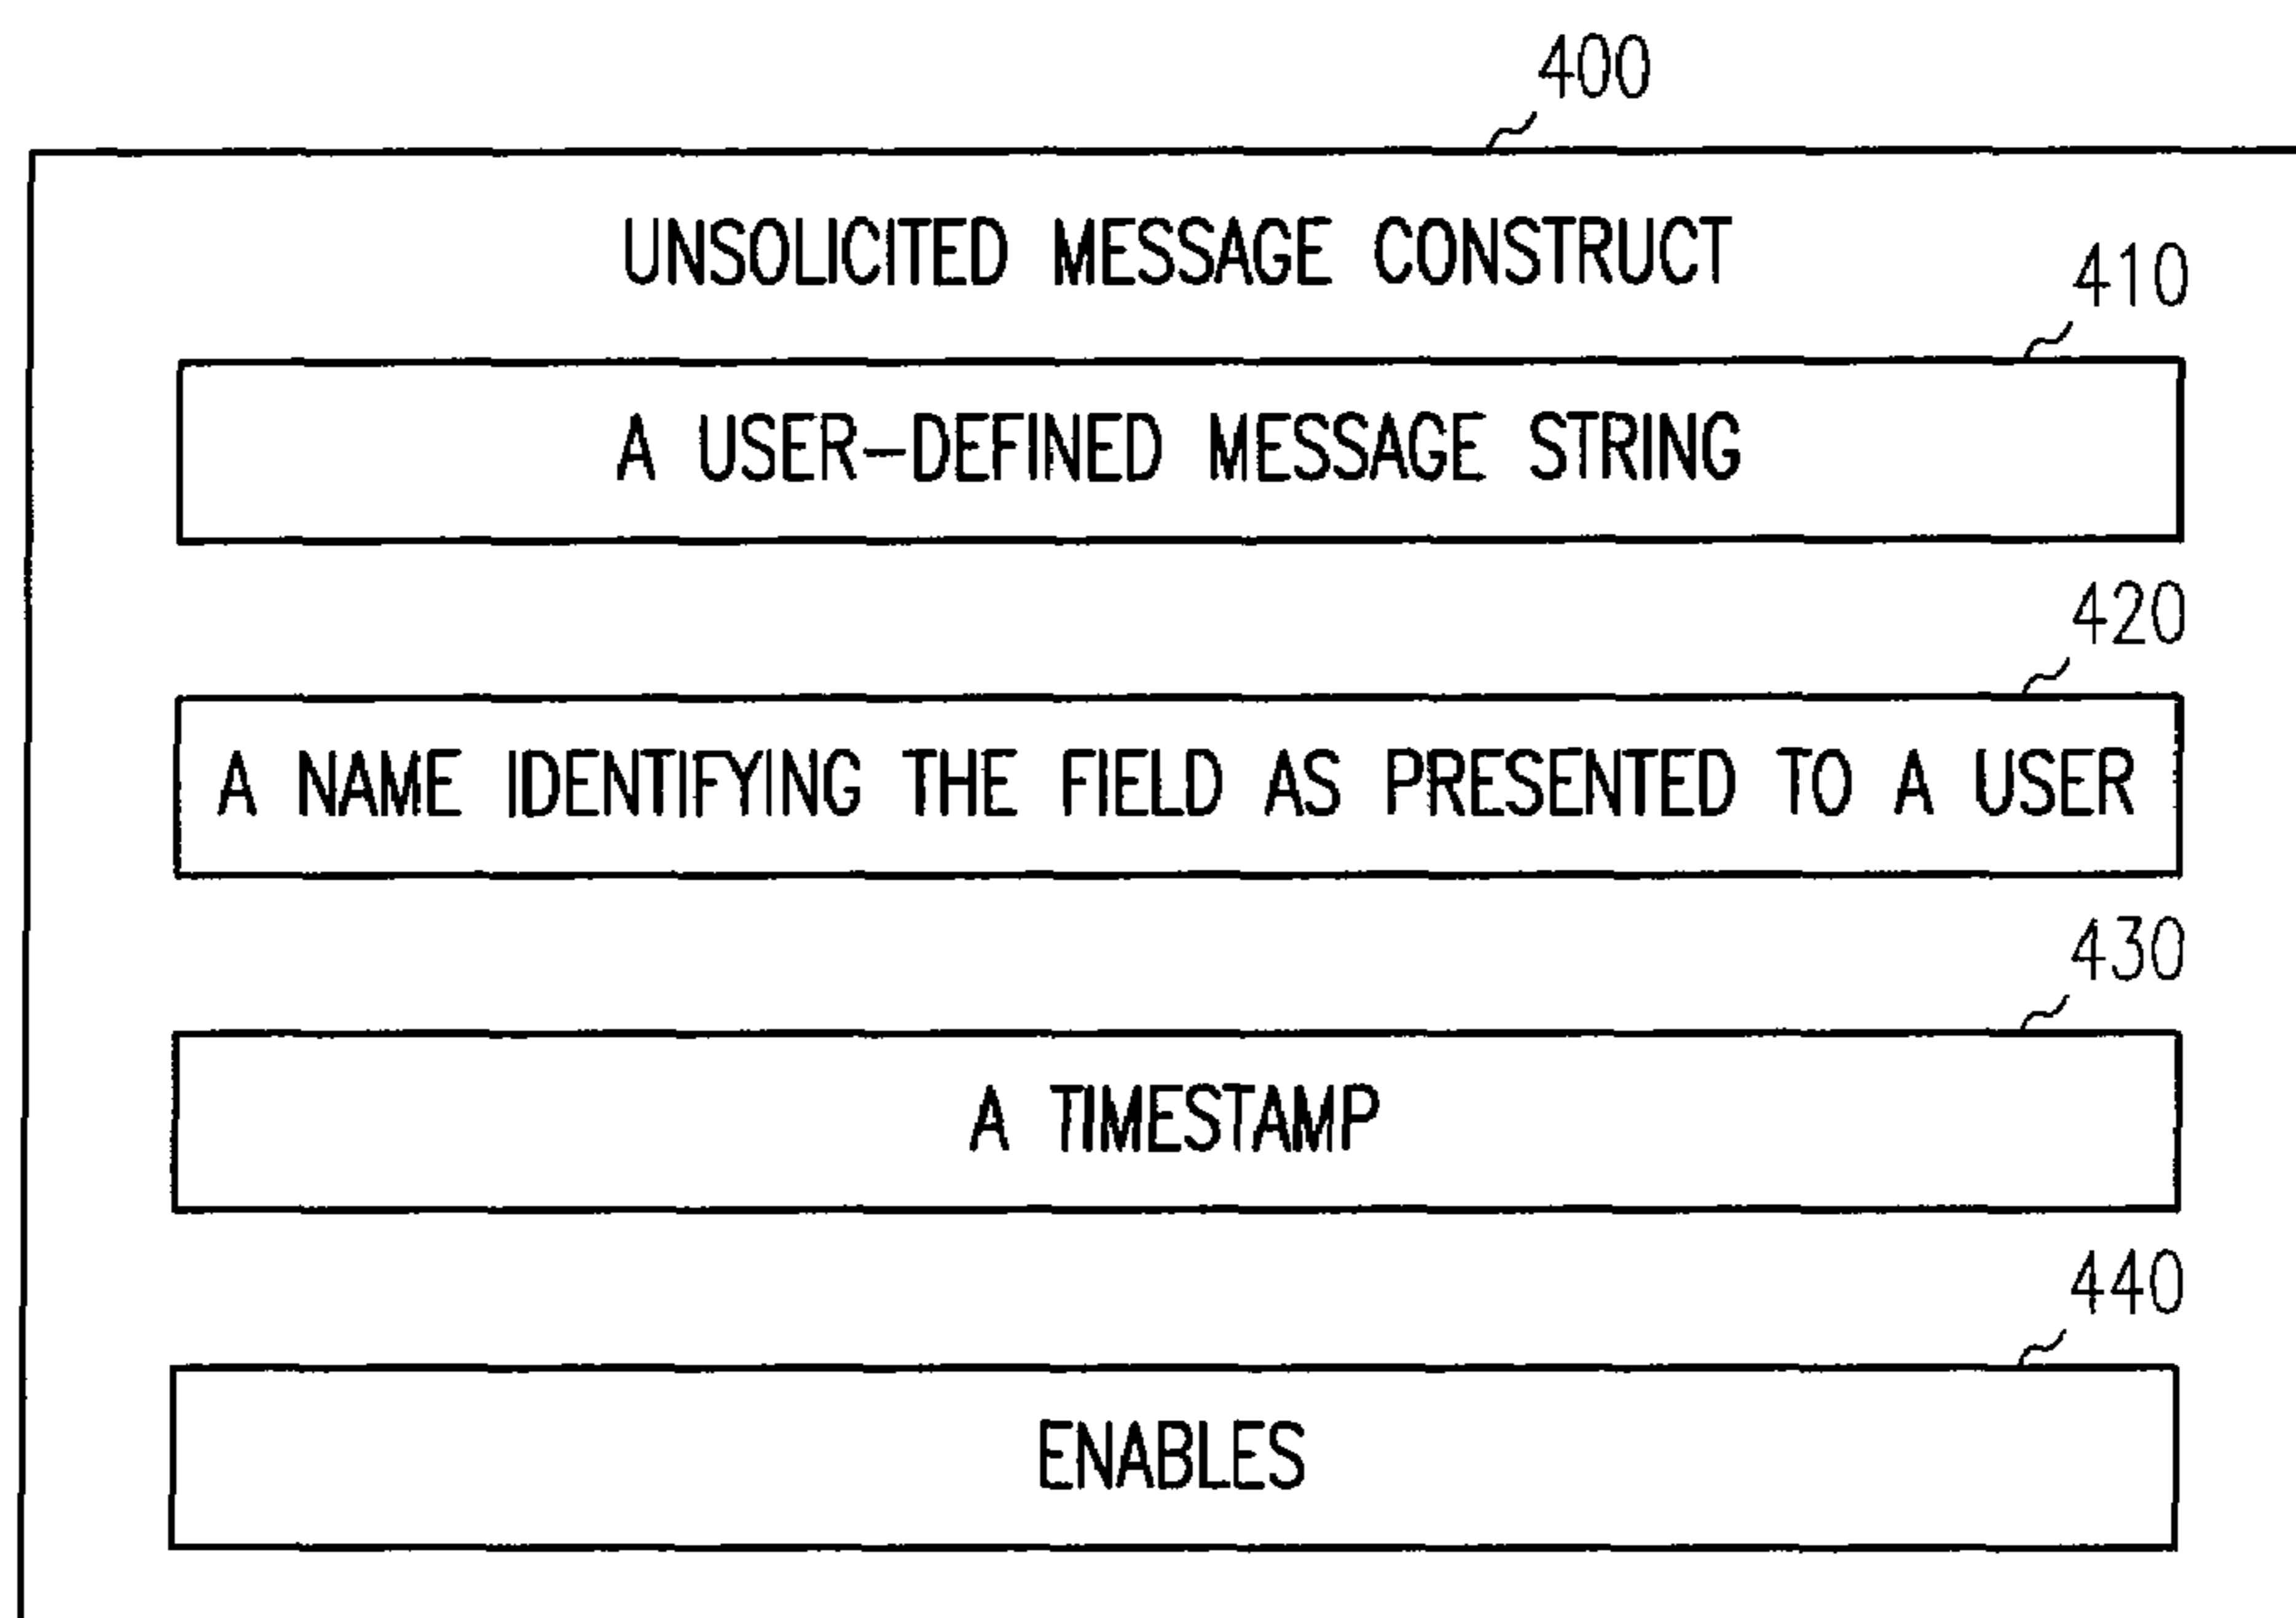 400
UNSOLICITED MESSAGE CONSTRUCT
410
A USER-DEFINED MESSAGE STRING
420
A NAME IDENTIFYING THE FIELD AS PRESENTED TO A USER
430
A TIMESTAMP
440
ENABLES